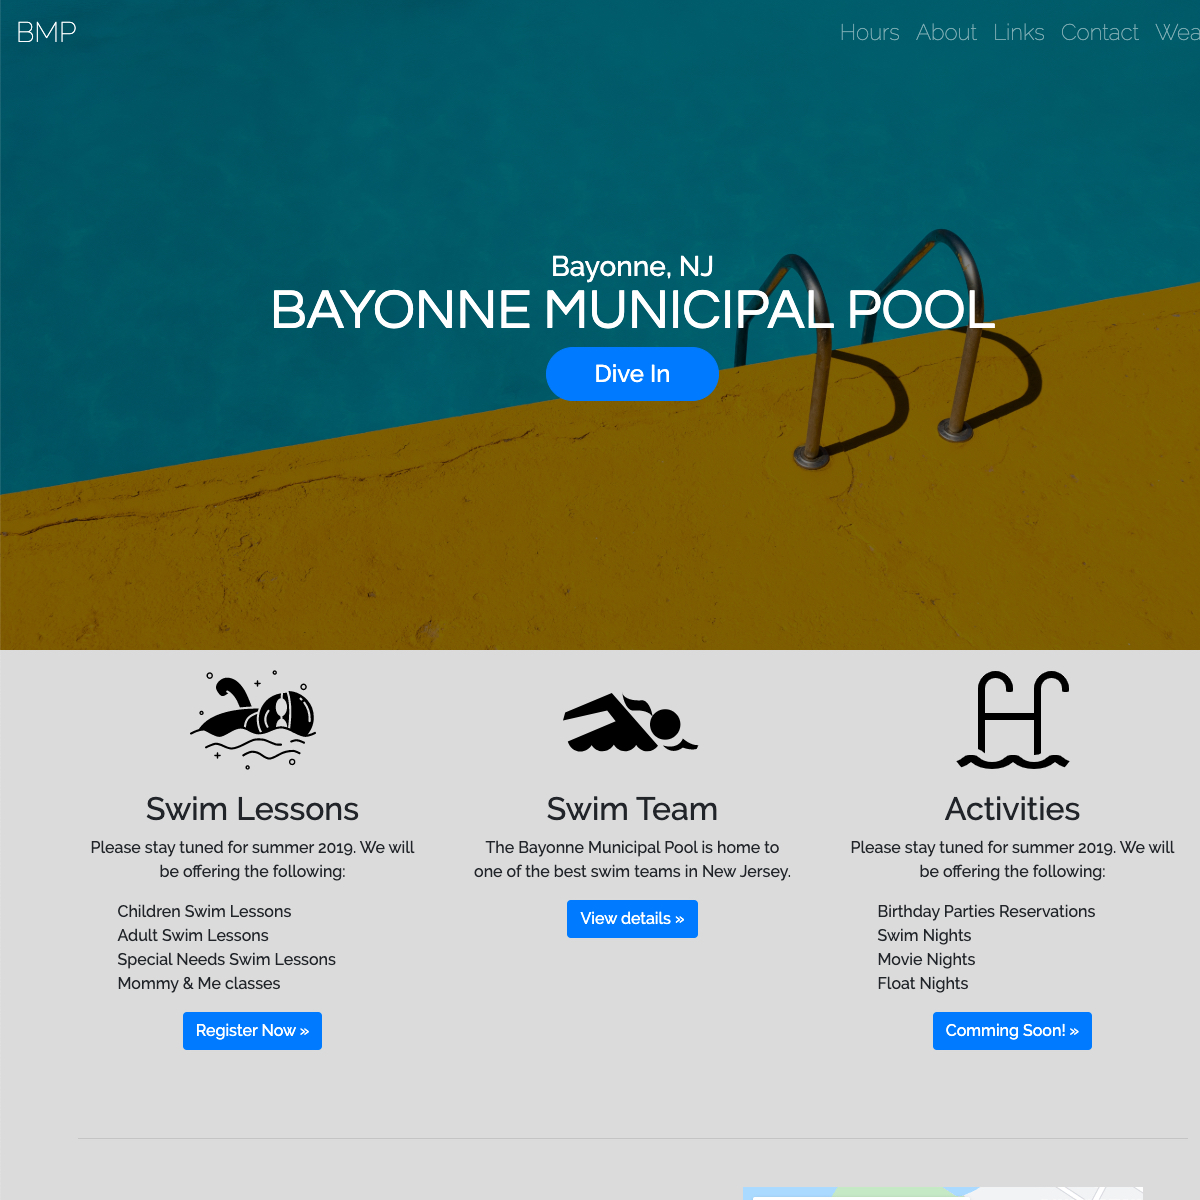 BMP
Hours About Links Contact
Bayonne, NJ
BAYONNE MUNICIPAL POOL
Dive In
Swim Lessons
Please stay tuned for summer 2019. We will
be offering the following:
Children Swim Lessons
Adult Swim Lessons
Special Needs Swim Lessons
Mommy & Me classes
Register Now »
Swim Team
The Bayonne Municipal Pool is home to
one of the best swim teams in New Jersey.
View details »
Activities
Please stay tuned for summer 2019. We will
be offering the following:
Birthday Parties Reservations
Swim Nights
Movie Nights
Float Nights
Comming Soon! »